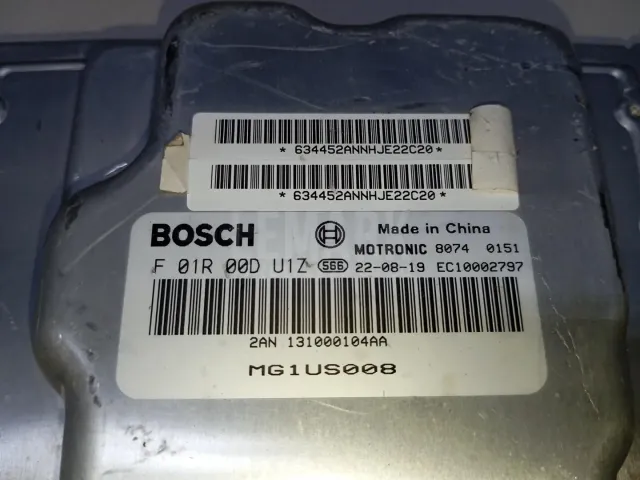 * 634452ANNHJE22C20 *
* 634452ANNHJE22C20 *
BOSCH Made in China
MOTRONIC 8074 0151
F 01R 00D U1Z 566 22-08-19 EC10002797
2AN 131000104AA
MG1US008